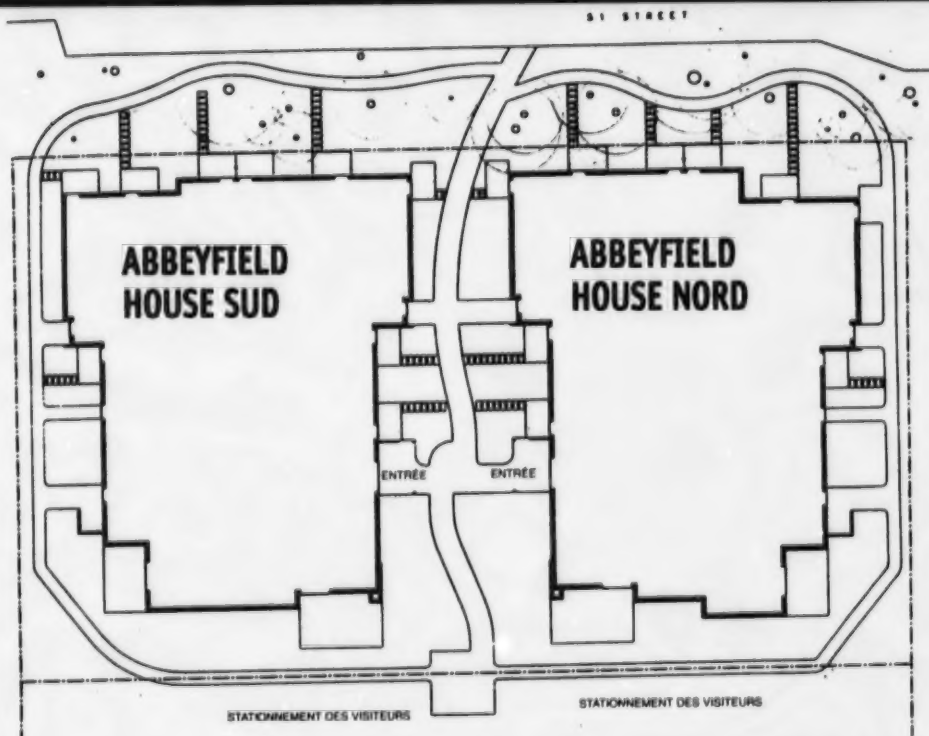 51 STREET
ABBEYFIELD
HOUSE SUD
ABBEYFIELD
HOUSE NORD
ENTRÉE
ENTRÉE
STATIONNEMENT DES VISITEURS
STATIONNEMENT DES VISITEURS